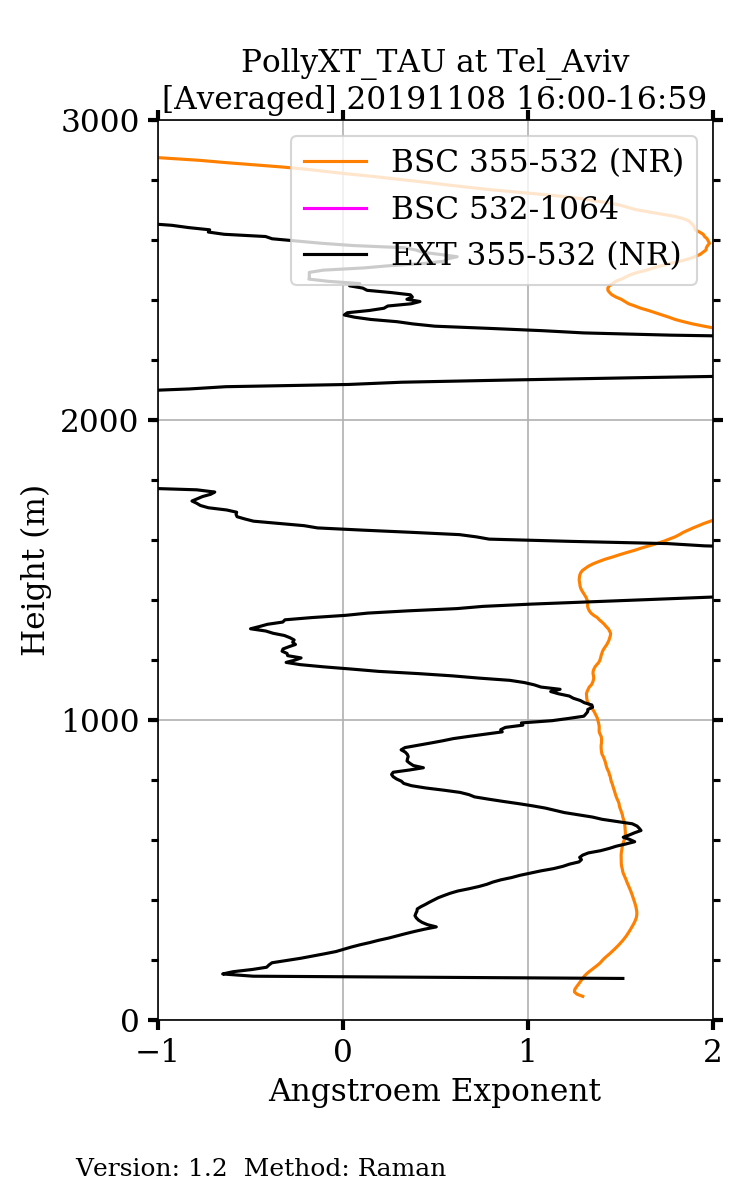 PollyXT_TAU at Tel_Aviv
[Averaged] 20191108 16:00-16:59
BSC 355-532 (NR)
BSC 532-1064
EXT 355-532 (NR)
3000
2000
1000
0
Height (m)
−1 0 1 2
Angstroem Exponent
Version: 1.2 Method: Raman